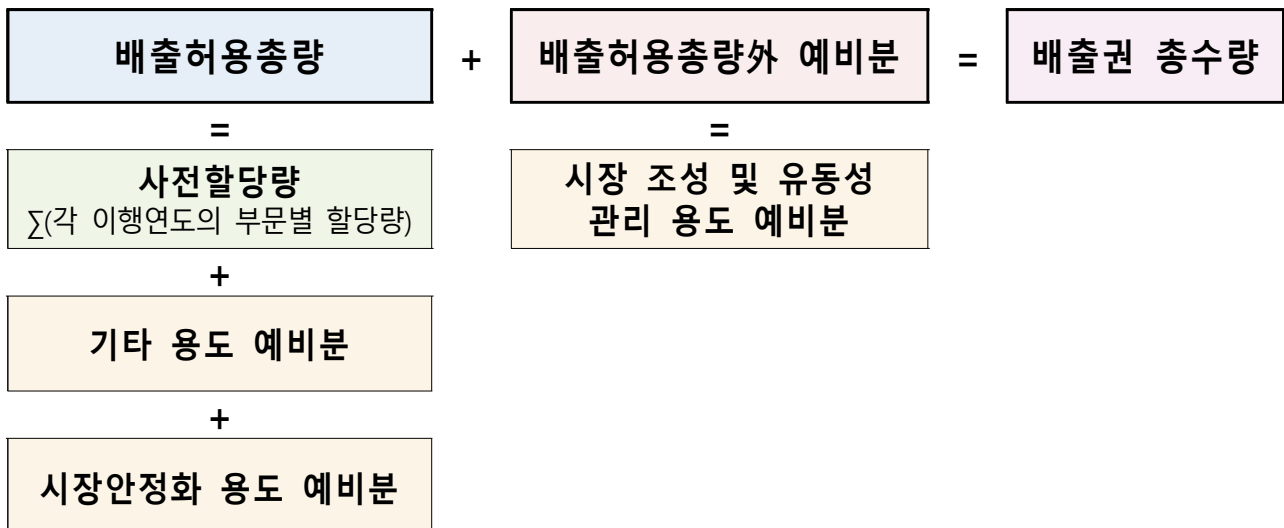 배출허용총량 + 배출허용총량外 예비분 = 배출권 총수량
= =
사전할당량
∑(각 이행연도의 부문별 할당량)
시장 조성 및 유동성
관리 용도 예비분
+
기타 용도 예비분
+
시장안정화 용도 예비분